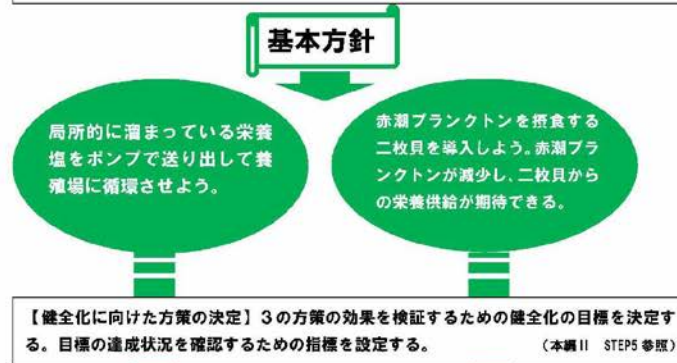 基本方針
局所的に溜まっている栄養
塩をポンプで送り出して養
殖場に循環させよう。
赤潮プランクトンを摂食する
二枚貝を導入しよう。赤潮プラ
ンクトンが減少し、二枚貝から
の栄養供給が期待できる。
【健全化に向けた方策の決定】3の方策の効果を検証するための健全化の目標を決定す
る。目標の達成状況を確認するための指標を設定する。 (本編II STEP5 参照)